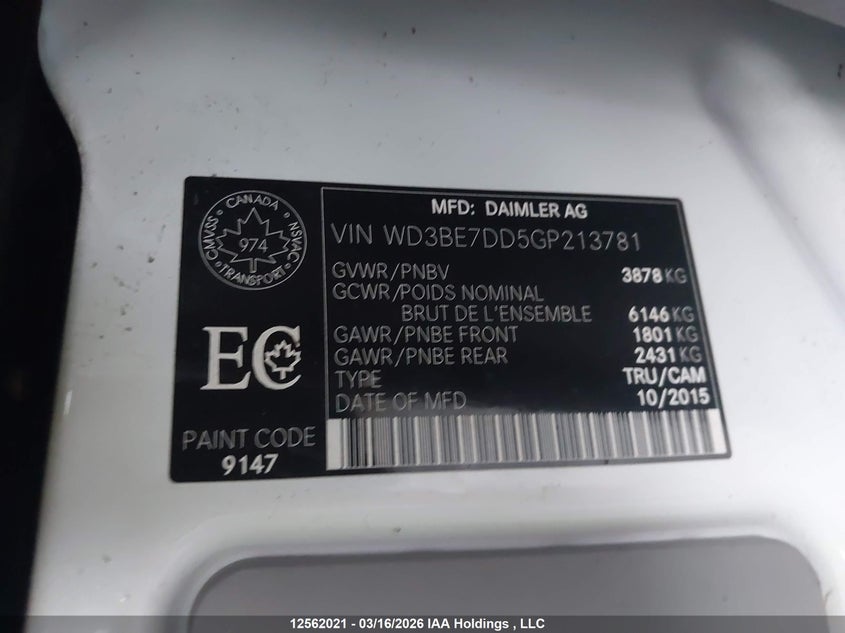 CANADA
CMVSS
NSVAC
974
TRANSPORT
MFD: DAIMLER AG
VIN WD3BE7DD5GP213781
GVWR/PNBV 3878 KG
GCWR/POIDS NOMINAL
BRUT DE L'ENSEMBLE 6146 KG
GAWR/PNBE FRONT 1801 KG
GAWR/PNBE REAR 2431 KG
TYPE TRU/CAM
DATE OF MFD 10/2015
EC
PAINT CODE
9147
12562021 - 03/16/2026 IAA Holdings , LLC